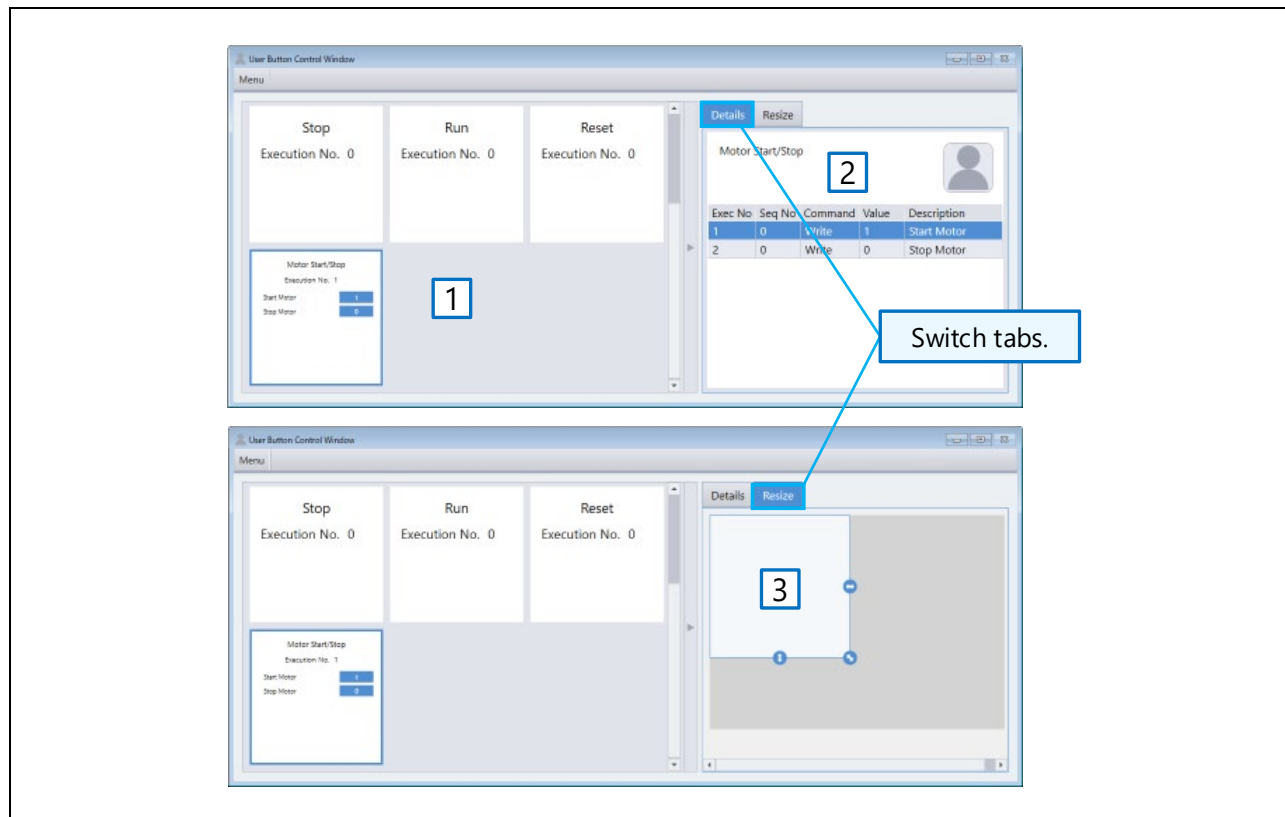 User Button Control Window
Menu
Stop
Execution No. 0
Run
Execution No. 0
Reset
Execution No. 0
Motor Start/Stop
Execution No. 1
Start Motor 1
Stop Motor 0
1
Details Resize
Motor Start/Stop
2
Exec No Seq No Command Value Description
1 0 Write 1 Start Motor
2 0 Write 0 Stop Motor
Switch tabs.
User Button Control Window
Menu
Stop
Execution No. 0
Run
Execution No. 0
Reset
Execution No. 0
Motor Start/Stop
Execution No. 1
Start Motor 1
Stop Motor 0
Details Resize
3